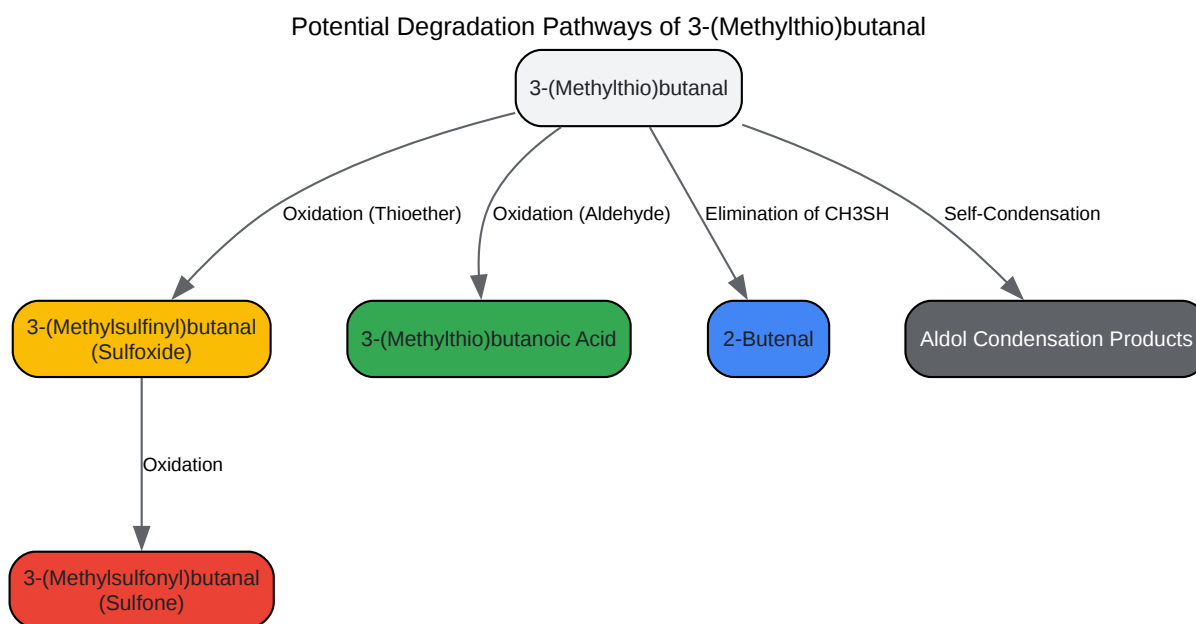 Potential Degradation Pathways of 3-(Methylthio)butanal
3-(Methylthio)butanal
Oxidation (Thioether)
Oxidation (Aldehyde)
Elimination of CH3SH
Self-Condensation
3-(Methylsulfinyl)butanal
(Sulfoxide)
3-(Methylthio)butanoic Acid
2-Butenal
Aldol Condensation Products
Oxidation
3-(Methylsulfonyl)butanal
(Sulfone)